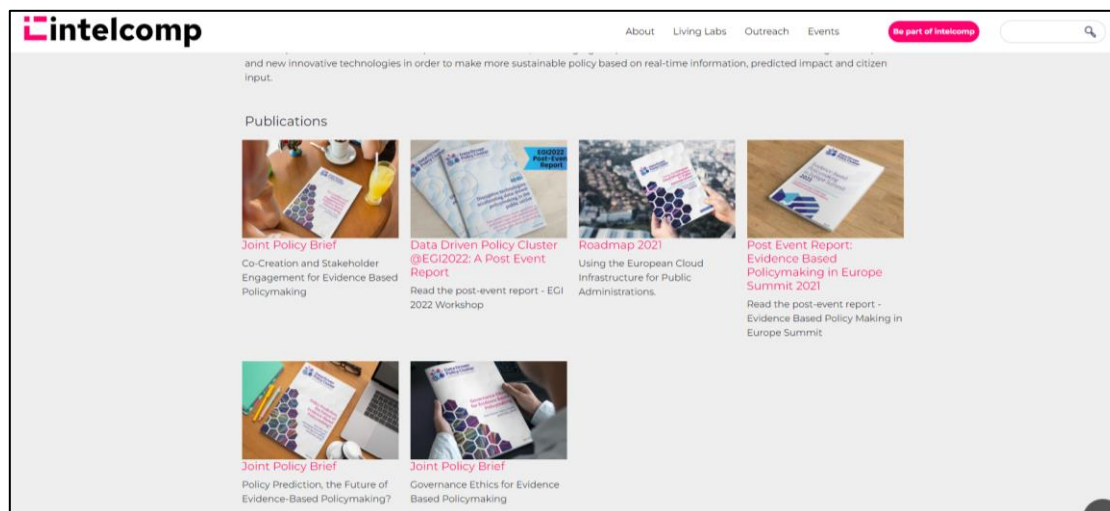 intelcomp
About Living Labs Outreach Events Be part of intelcomp
and new innovative technologies in order to make more sustainable policy based on real-time information, predicted impact and citizen
input.
Publications
EGI2022
Post-Event
Report
Joint Policy Brief
Co-Creation and Stakeholder
Engagement for Evidence Based
Policymaking
Data Driven Policy Cluster
@EGI2022: A Post Event
Report
Read the post-event report - EGI
2022 Workshop
Roadmap 2021
Using the European Cloud
Infrastructure for Public
Administrations.
Post Event Report:
Evidence Based
Policymaking in Europe
Summit 2021
Read the post-event report -
Evidence Based Policy Making in
Europe Summit
Joint Policy Brief
Policy Prediction, the Future of
Evidence-Based Policymaking?
Joint Policy Brief
Governance Ethics for Evidence
Based Policymaking